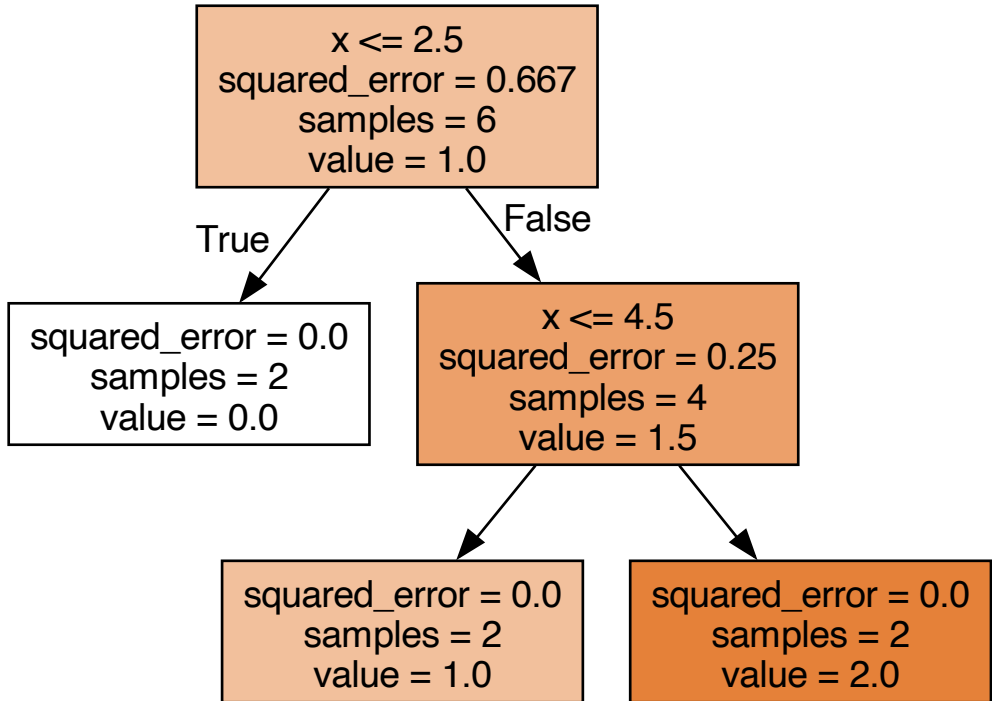 x <= 2.5
squared_error = 0.667
samples = 6
value = 1.0
True
False
squared_error = 0.0
samples = 2
value = 0.0
x <= 4.5
squared_error = 0.25
samples = 4
value = 1.5
squared_error = 0.0
samples = 2
value = 1.0
squared_error = 0.0
samples = 2
value = 2.0